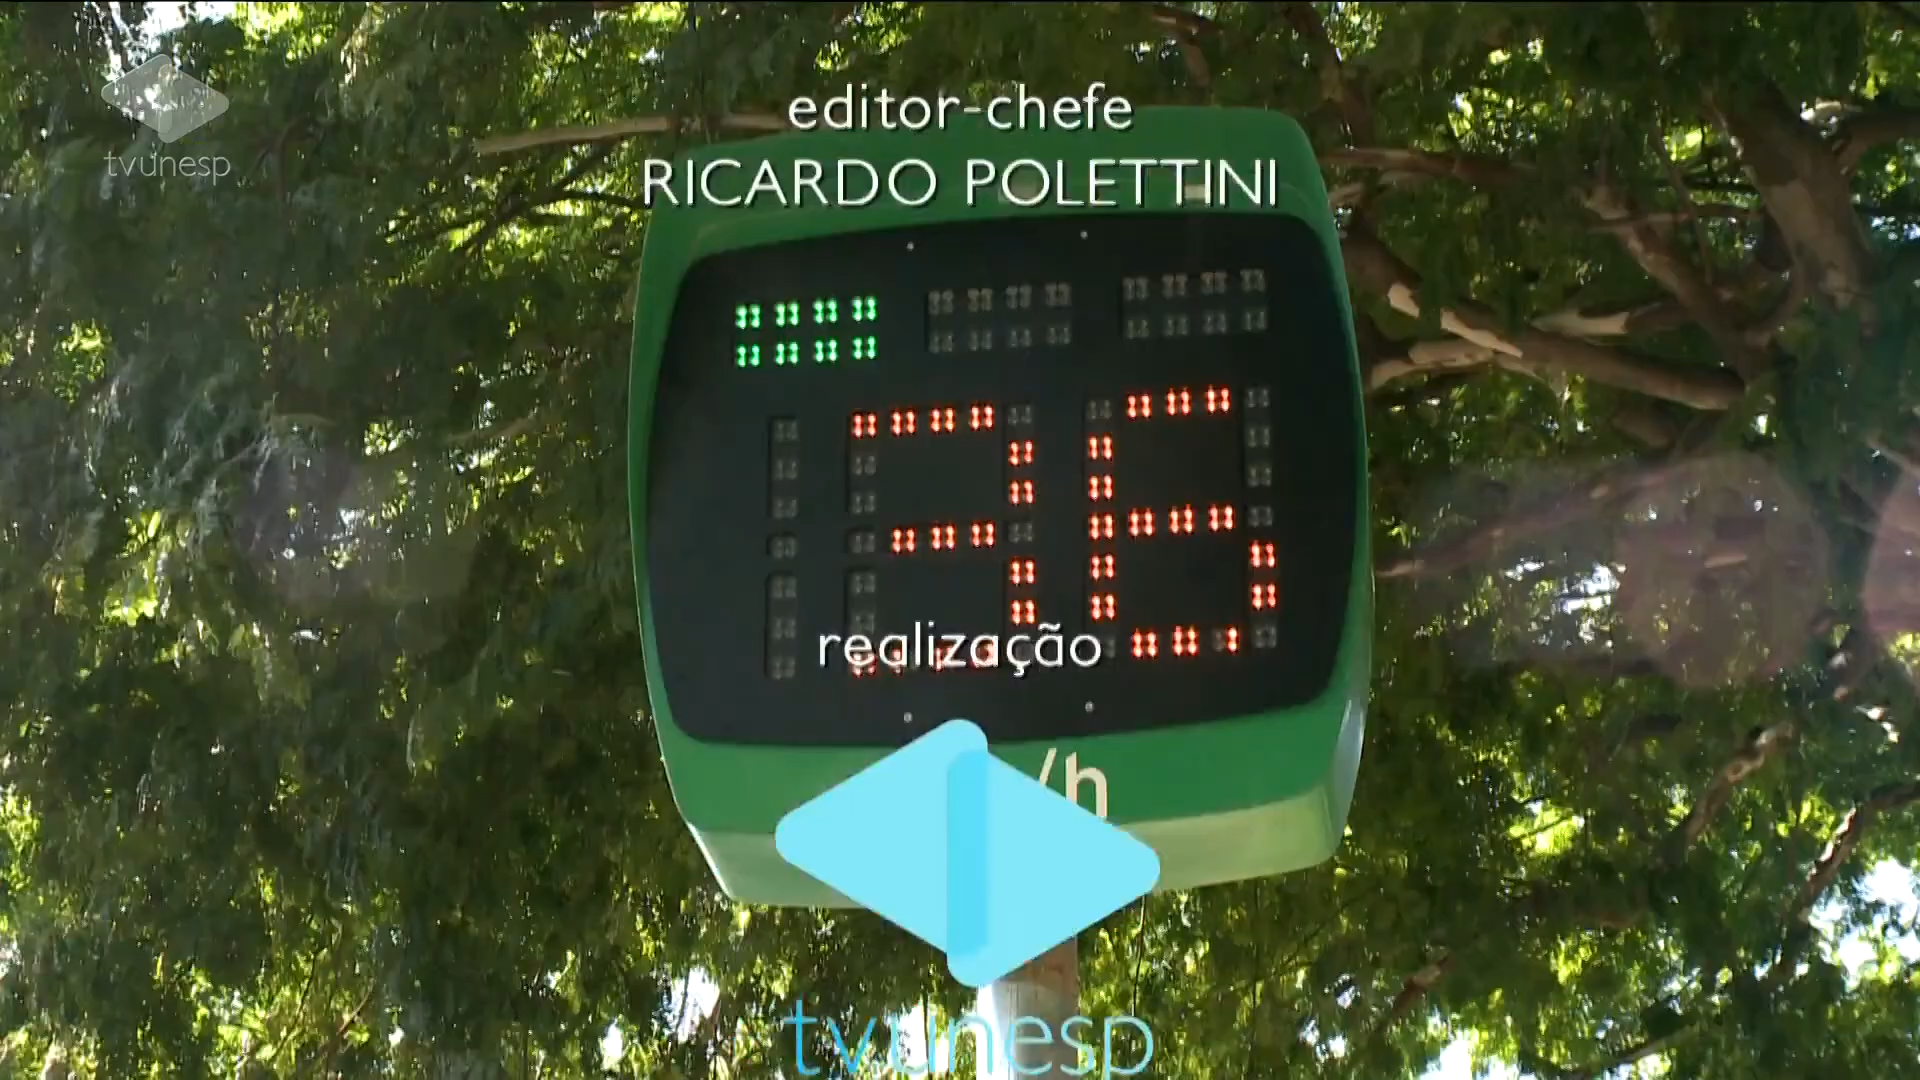 tvunesp
editor-chefe
RICARDO POLETTINI
36
realização
/h
tvunesp